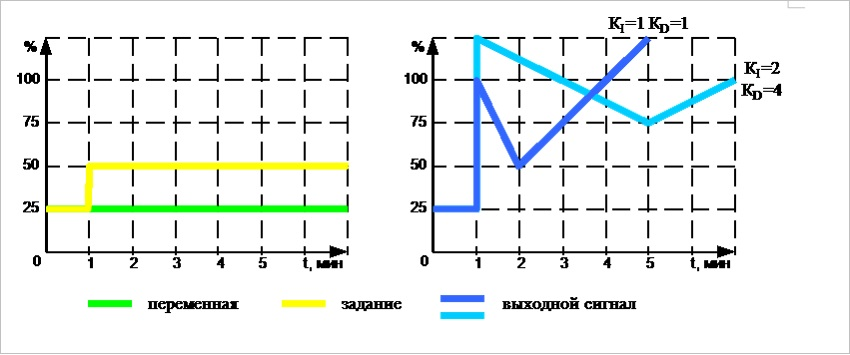 K_I=1 K_D=1
%
100
75
50
25
0
1
2
3
4
5
t, мин
%
100
75
50
25
0
1
2
3
4
5
t, мин
K_I=2
K_D=4
переменная
задание
выходной сигнал